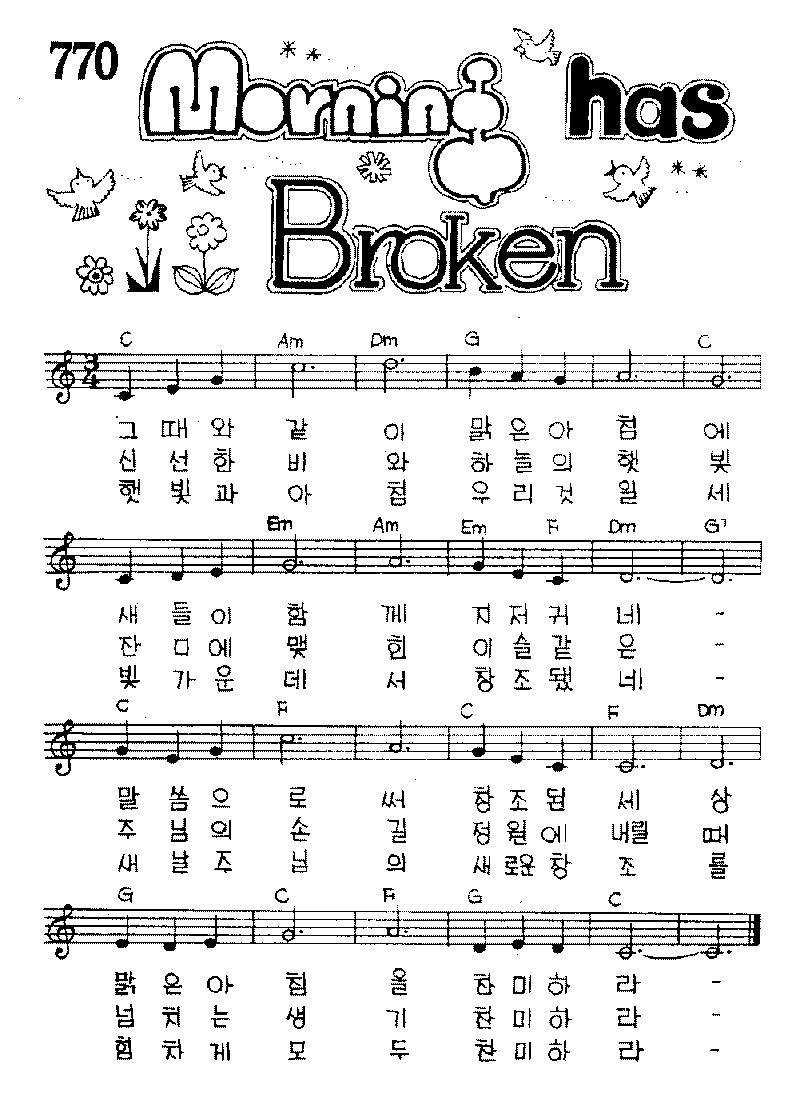 770
Morning has
Broken
C Am Dm G C
3
4
그 때 와 같 이 맑 은 아 침 에
신 선 한 비 와 하 늘 의 햇 빛
햇 빛 과 아 침 우 리 것 일 세
Em Am Em F Dm G7
새 들 이 함 께 지 저 귀 네 -
잔 디 에 맺 힌 이 슬 같 은 -
빛 가 운 데 서 창 조 됐 네 -
C F C F Dm
말 씀 으 로 써 창 조 된 세 상
주 님 의 손 길 정 원 에 내릴 때
새 날 주 님 의 새 로운 창 조 를
G C F G C
맑 은 아 침 을 찬 미 하 라 -
넘 치 는 생 기 찬 미 하 라 -
힘 차 게 모 두 찬 미 하 라 -